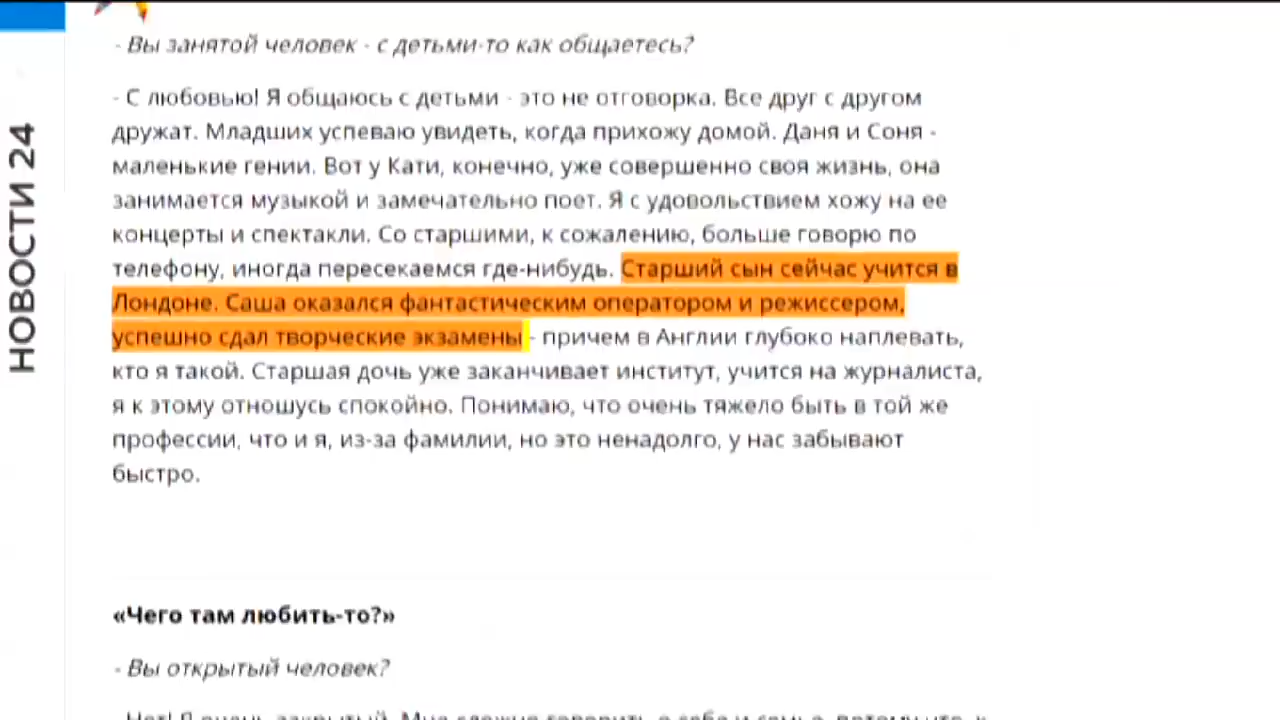 НОВОСТИ 24
- Вы занятой человек - с детьми-то как общаетесь?
- С любовью! Я общаюсь с детьми - это не отговорка. Все друг с другом
дружат. Младших успеваю увидеть, когда прихожу домой. Даня и Соня -
маленькие гении. Вот у Кати, конечно, уже совершенно своя жизнь, она
занимается музыкой и замечательно поет. Я с удовольствием хожу на ее
концерты и спектакли. Со старшими, к сожалению, больше говорю по
телефону, иногда пересекаемся где-нибудь. Старший сын сейчас учится в
Лондоне. Саша оказался фантастическим оператором и режиссером,
успешно сдал творческие экзамены - причем в Англии глубоко наплевать,
кто я такой. Старшая дочь уже заканчивает институт, учится на журналиста,
я к этому отношусь спокойно. Понимаю, что очень тяжело быть в той же
профессии, что и я, из-за фамилии, но это ненадолго, у нас забывают
быстро.
«Чего там любить-то?»
- Вы открытый человек?